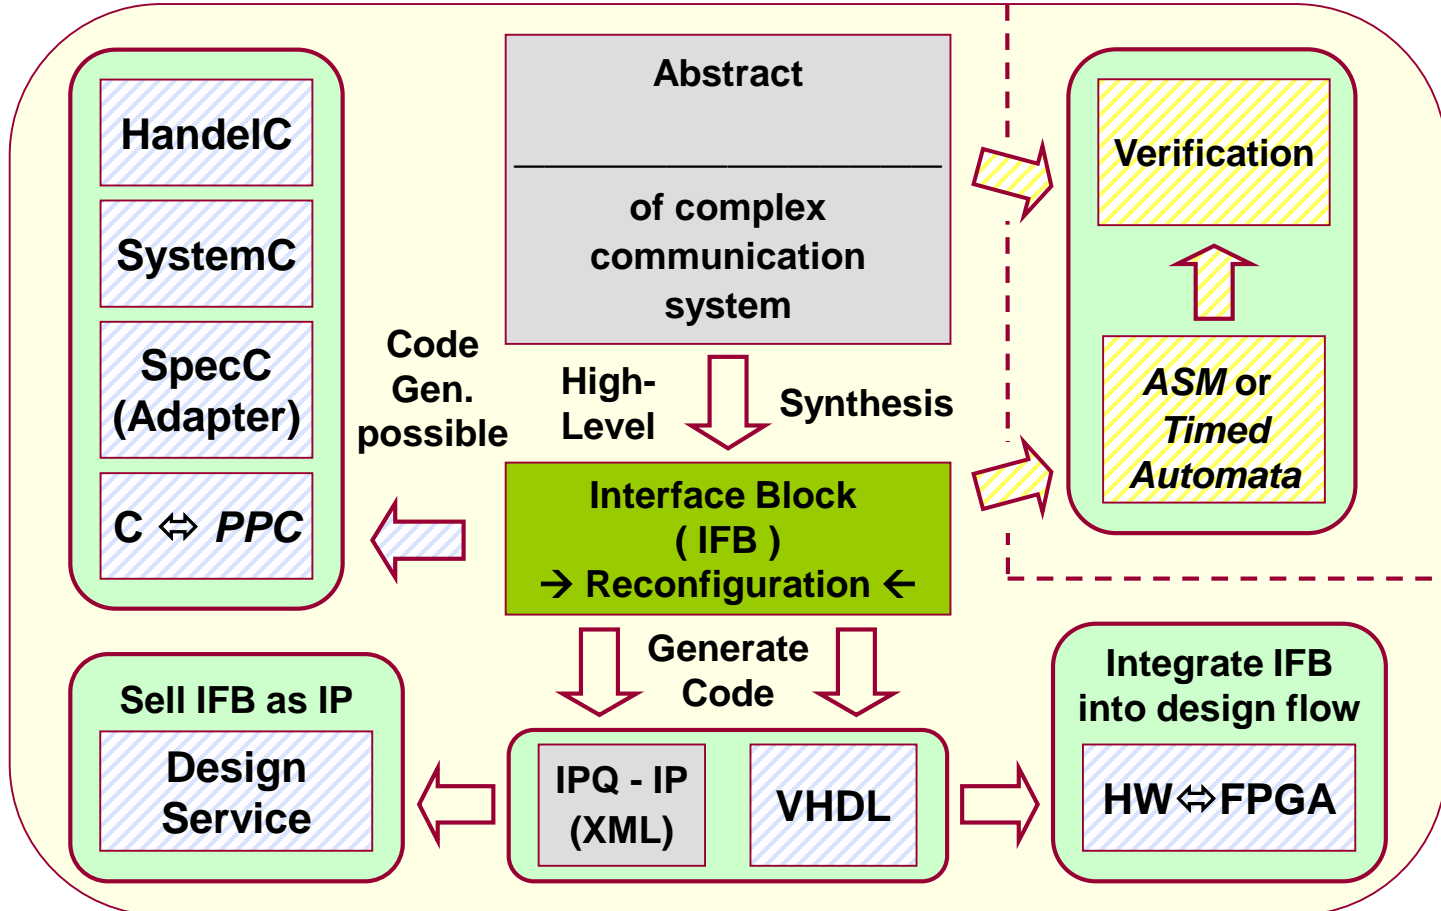 HandelC
SystemC
SpecC
(Adapter)
C ⇔ PPC
Code
Gen.
possible
Abstract
of complex
communication
system
High-
Level
Synthesis
Interface Block
( IFB )
→ Reconfiguration ←
Generate
Code
Verification
ASM or
Timed
Automata
Sell IFB as IP
Design
Service
IPQ - IP
(XML)
VHDL
Integrate IFB
into design flow
HW⇔FPGA